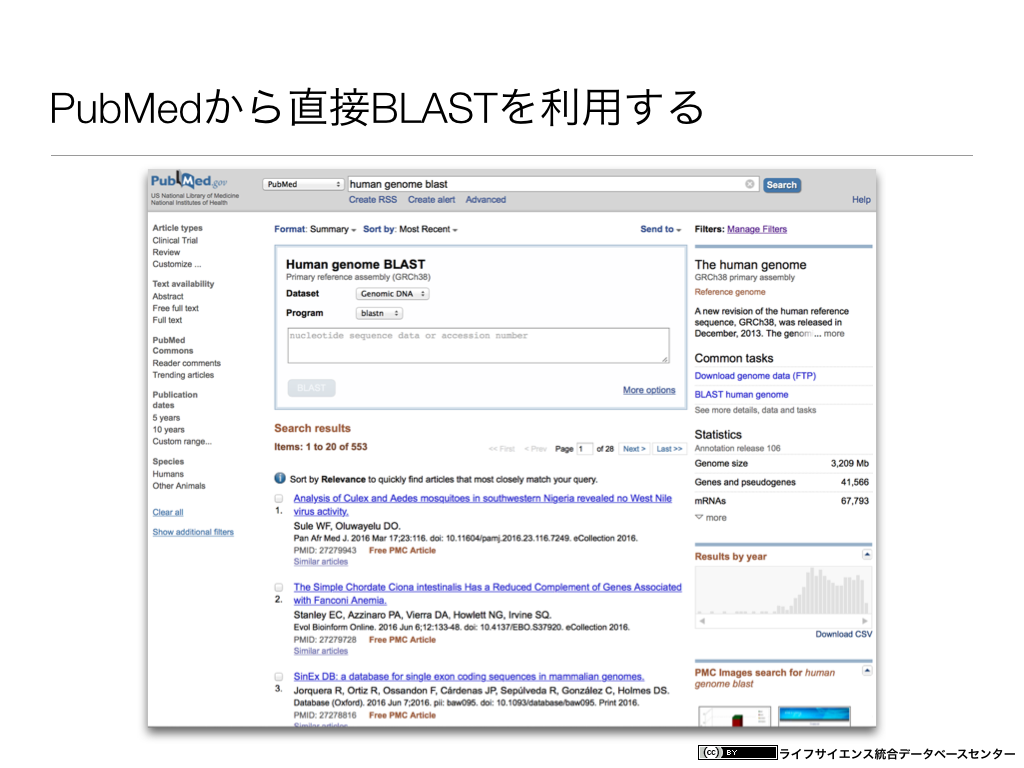 PubMedから直接BLASTを利用する
PubMed.gov
US National Library of Medicine
National Institutes of Health
PubMed
human genome blast
Search
Create RSS Create alert Advanced
Help
Article types
Clinical Trial
Review
Customize ...
Text availability
Abstract
Free full text
Full text
PubMed
Commons
Reader comments
Trending articles
Publication
dates
5 years
10 years
Custom range...
Species
Humans
Other Animals
Clear all
Show additional filters
Format: Summary Sort by: Most Recent
Send to
Human genome BLAST
Primary reference assembly (GRCh38)
Dataset Genomic DNA
Program blastn
nucleotide sequence data or accession number
BLAST
More options
Search results
Items: 1 to 20 of 553
<< First < Prev Page 1 of 28 Next > Last >>
Sort by Relevance to quickly find articles that most closely match your query.
Analysis of Culex and Aedes mosquitoes in southwestern Nigeria revealed no West Nile
1. virus activity.
Sule WF, Oluwayelu DO.
Pan Afr Med J. 2016 Mar 17;23:116. doi: 10.11604/pamj.2016.23.116.7249. eCollection 2016.
PMID: 27279943 Free PMC Article
Similar articles
The Simple Chordate Ciona intestinalis Has a Reduced Complement of Genes Associated
2. with Fanconi Anemia.
Stanley EC, Azzinaro PA, Vierra DA, Howlett NG, Irvine SQ.
Evol Bioinform Online. 2016 Jun 6;12:133-48. doi: 10.4137/EBO.S37920. eCollection 2016.
PMID: 27279728 Free PMC Article
Similar articles
SinEx DB: a database for single exon coding sequences in mammalian genomes.
3. Jorquera R, Ortiz R, Ossandon F, Cárdenas JP, Sepúlveda R, González C, Holmes DS.
Database (Oxford). 2016 Jun 7;2016. pii: baw095. doi: 10.1093/database/baw095. Print 2016.
PMID: 27278816 Free PMC Article
Similar articles
Filters: Manage Filters
The human genome
GRCh38 primary assembly
Reference genome
A new revision of the human reference
sequence, GRCh38, was released in
December, 2013. The genom ... more
Common tasks
Download genome data (FTP)
BLAST human genome
See more details, data and tasks
Statistics
Annotation release 106
Genome size 3,209 Mb
Genes and pseudogenes 41,566
mRNAs 67,793
more
Results by year
Download CSV
PMC Images search for human
genome blast
cc BY ライフサイエンス統合データベースセンター